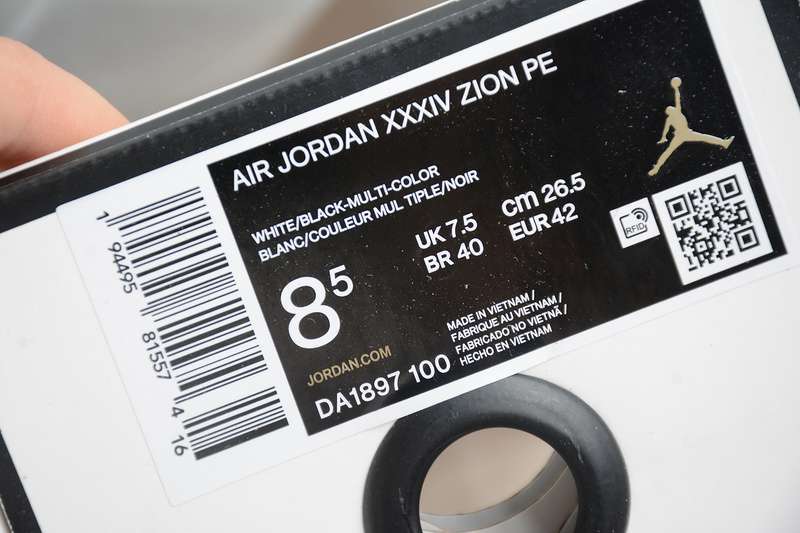 AIR JORDAN XXXIV ZION PE
WHITE/BLACK-MULTI-COLOR
BLANC/COULEUR MUL TIPLE/NOIR
8 5
UK 7.5
BR 40
cm 26.5
EUR 42
RFID
JORDAN.COM
DA1897 100
MADE IN VIETNAM /
FABRIQUE AU VIETNAM /
FABRICADO NO VIETNÃ /
HECHO EN VIETNAM
1 94495 81557 4 16